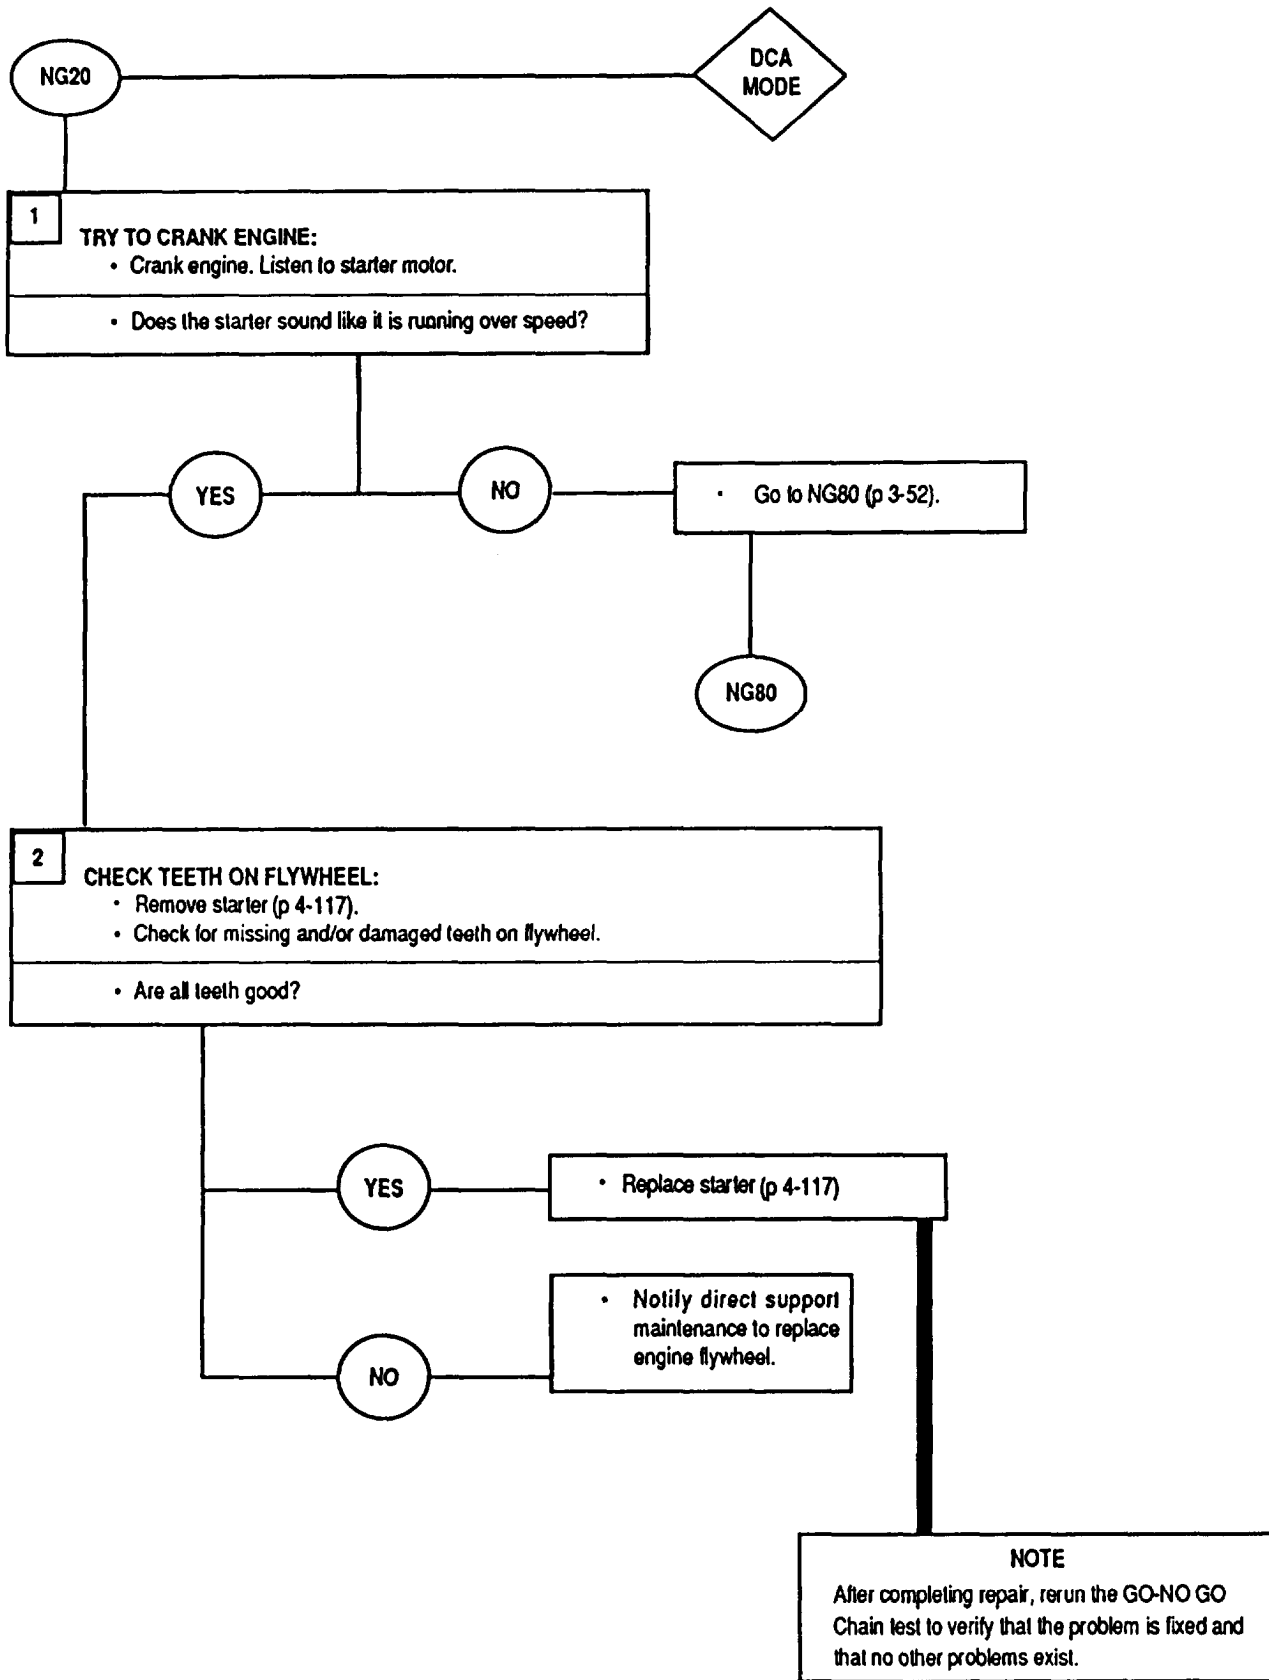 NG20
DCA
MODE
1
TRY TO CRANK ENGINE:
• Crank engine. Listen to starter motor.
• Does the starter sound like it is running over speed?
YES
NO
• Go to NG80 (p 3-52).
NG80
2
CHECK TEETH ON FLYWHEEL:
• Remove starter (p 4-117).
• Check for missing and/or damaged teeth on flywheel.
• Are all teeth good?
YES
• Replace starter (p 4-117)
NO
• Notify direct support
maintenance to replace
engine flywheel.
NOTE
After completing repair, rerun the GO-NO GO
Chain test to verify that the problem is fixed and
that no other problems exist.